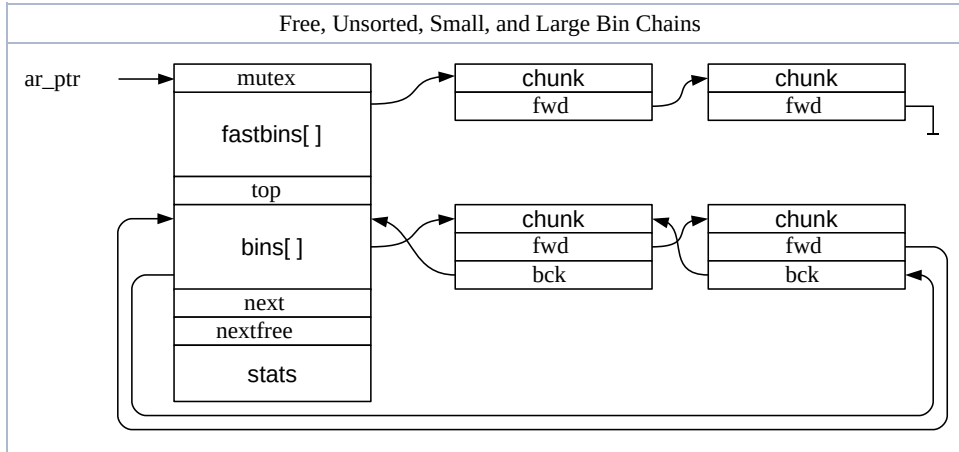 Free, Unsorted, Small, and Large Bin Chains
ar_ptr
mutex
fastbins[ ]
top
bins[ ]
next
nextfree
stats
chunk
fwd
chunk
fwd
chunk
fwd
bck
chunk
fwd
bck